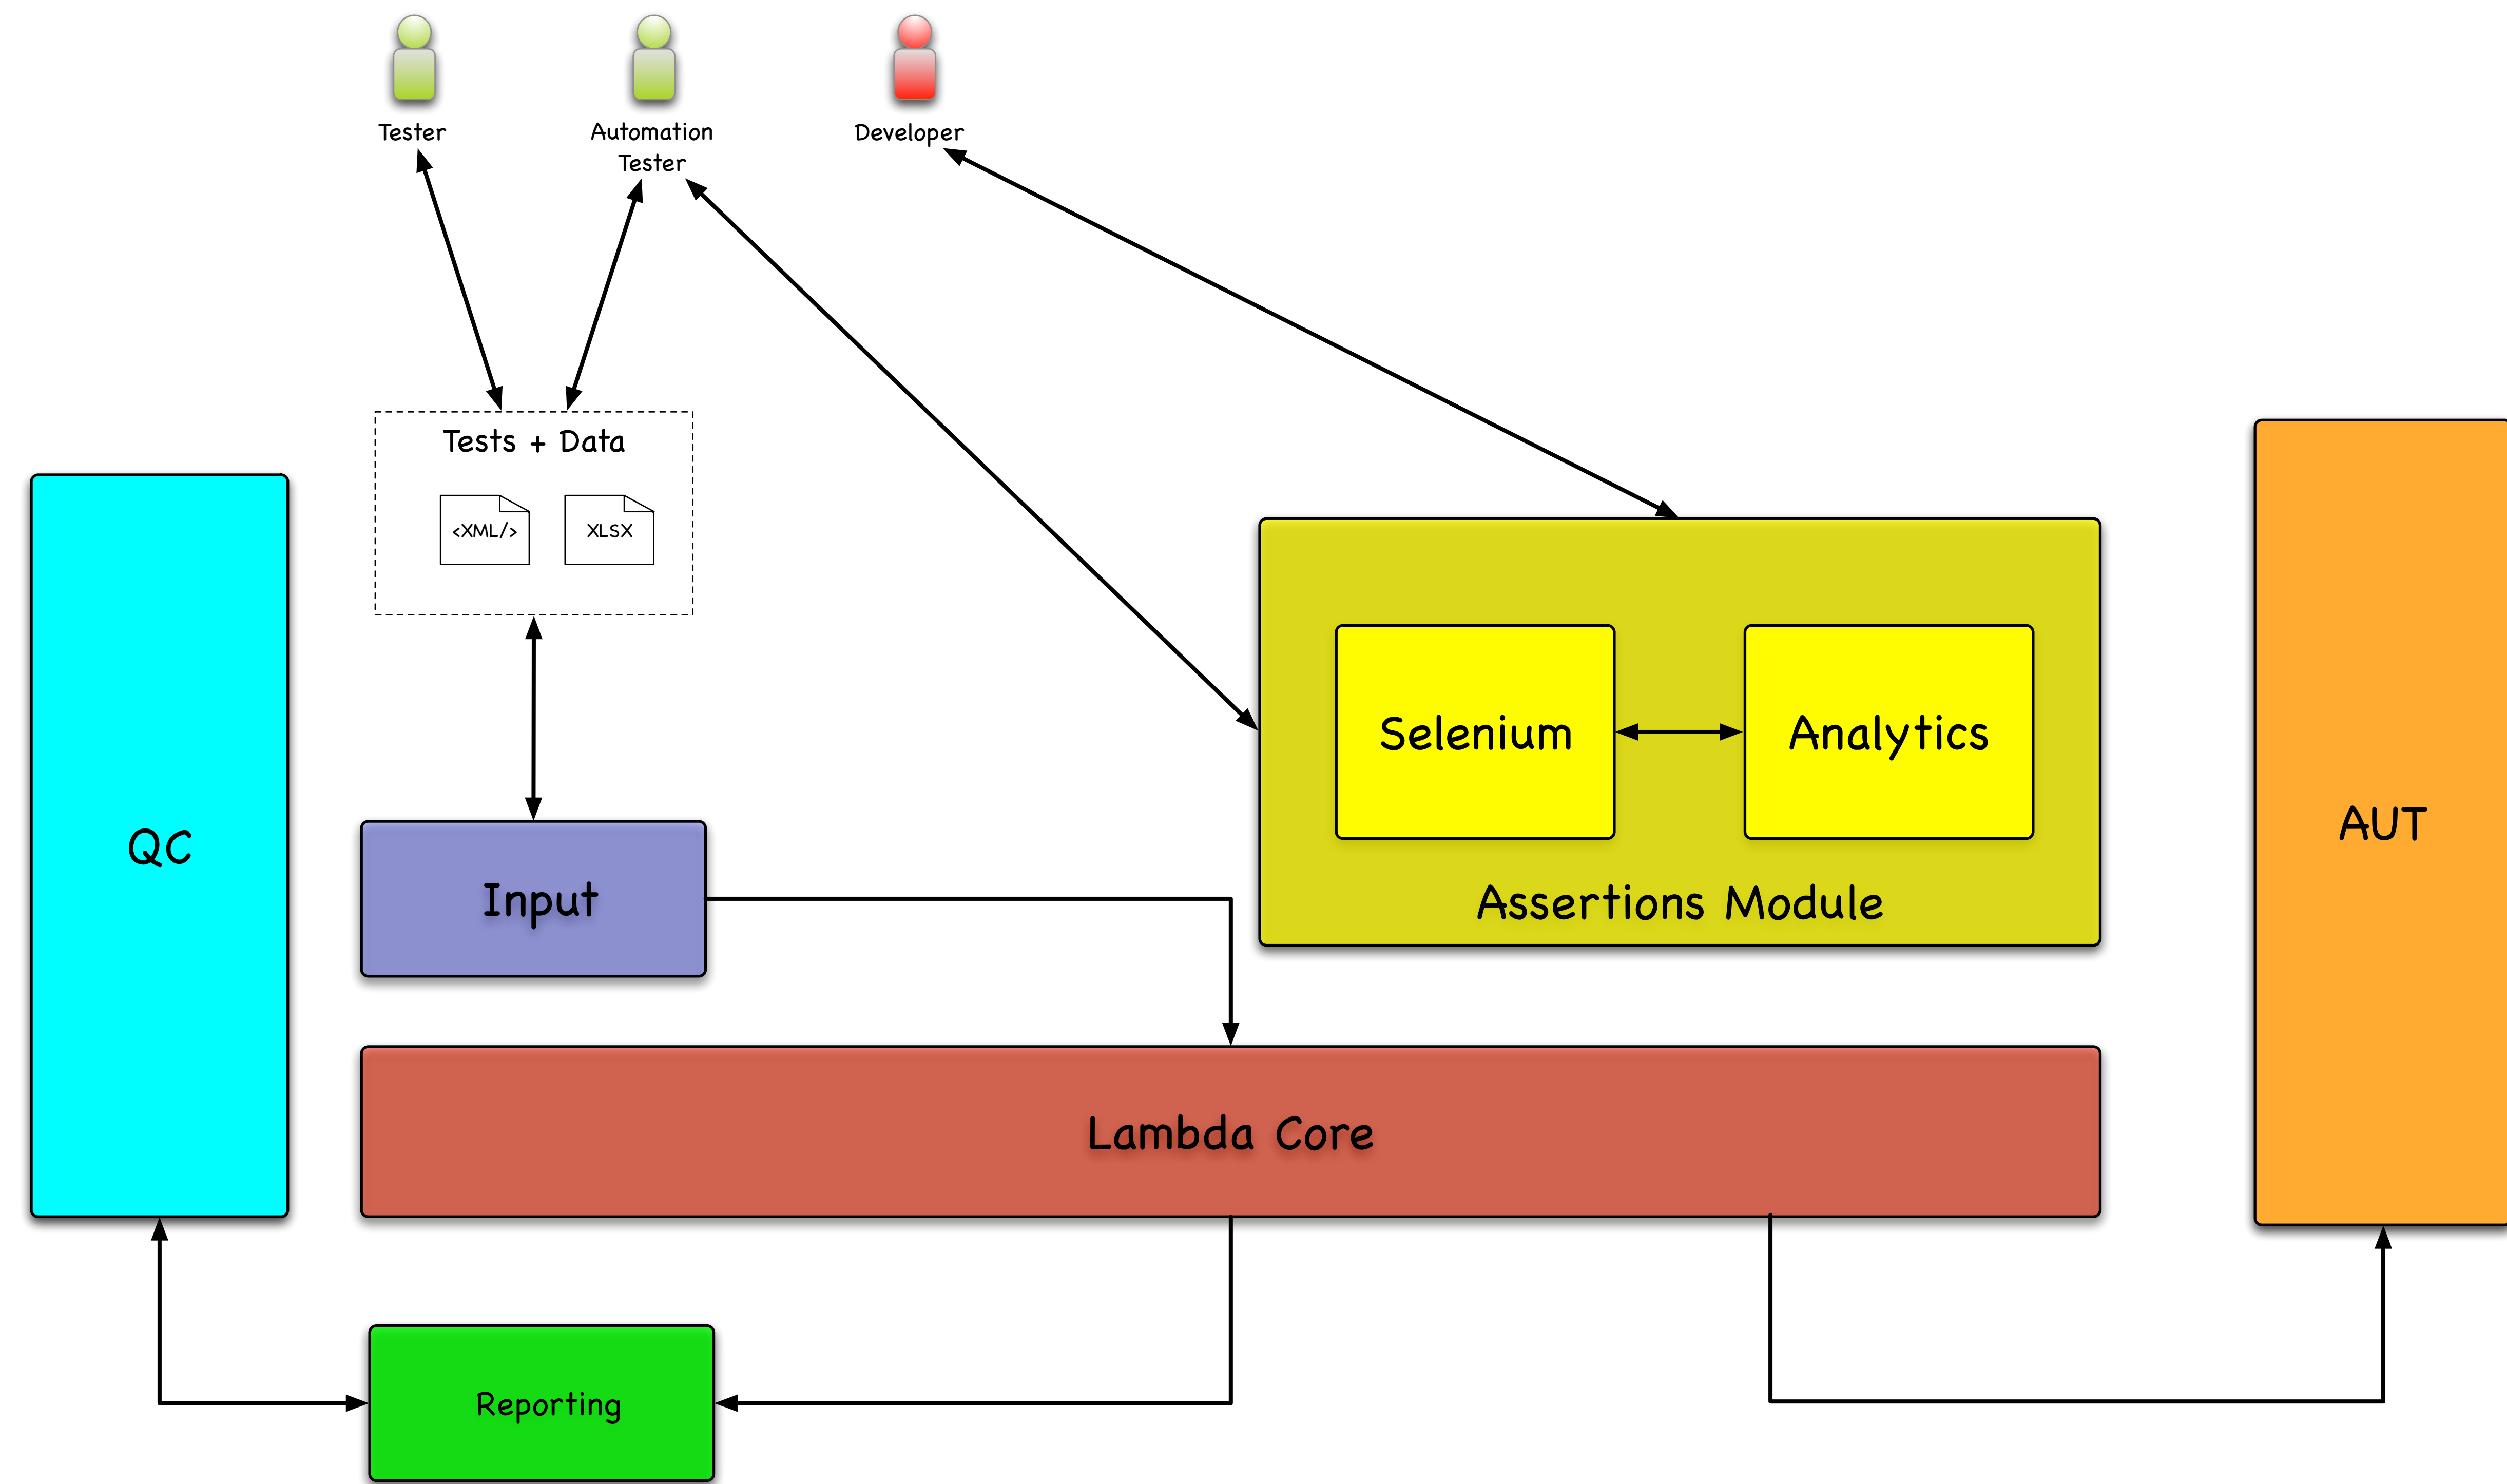 Tester
Automation
Tester
Developer
Tests + Data
<XML/>
XLSX
QC
Input
Selenium
Analytics
Assertions Module
AUT
Lambda Core
Reporting